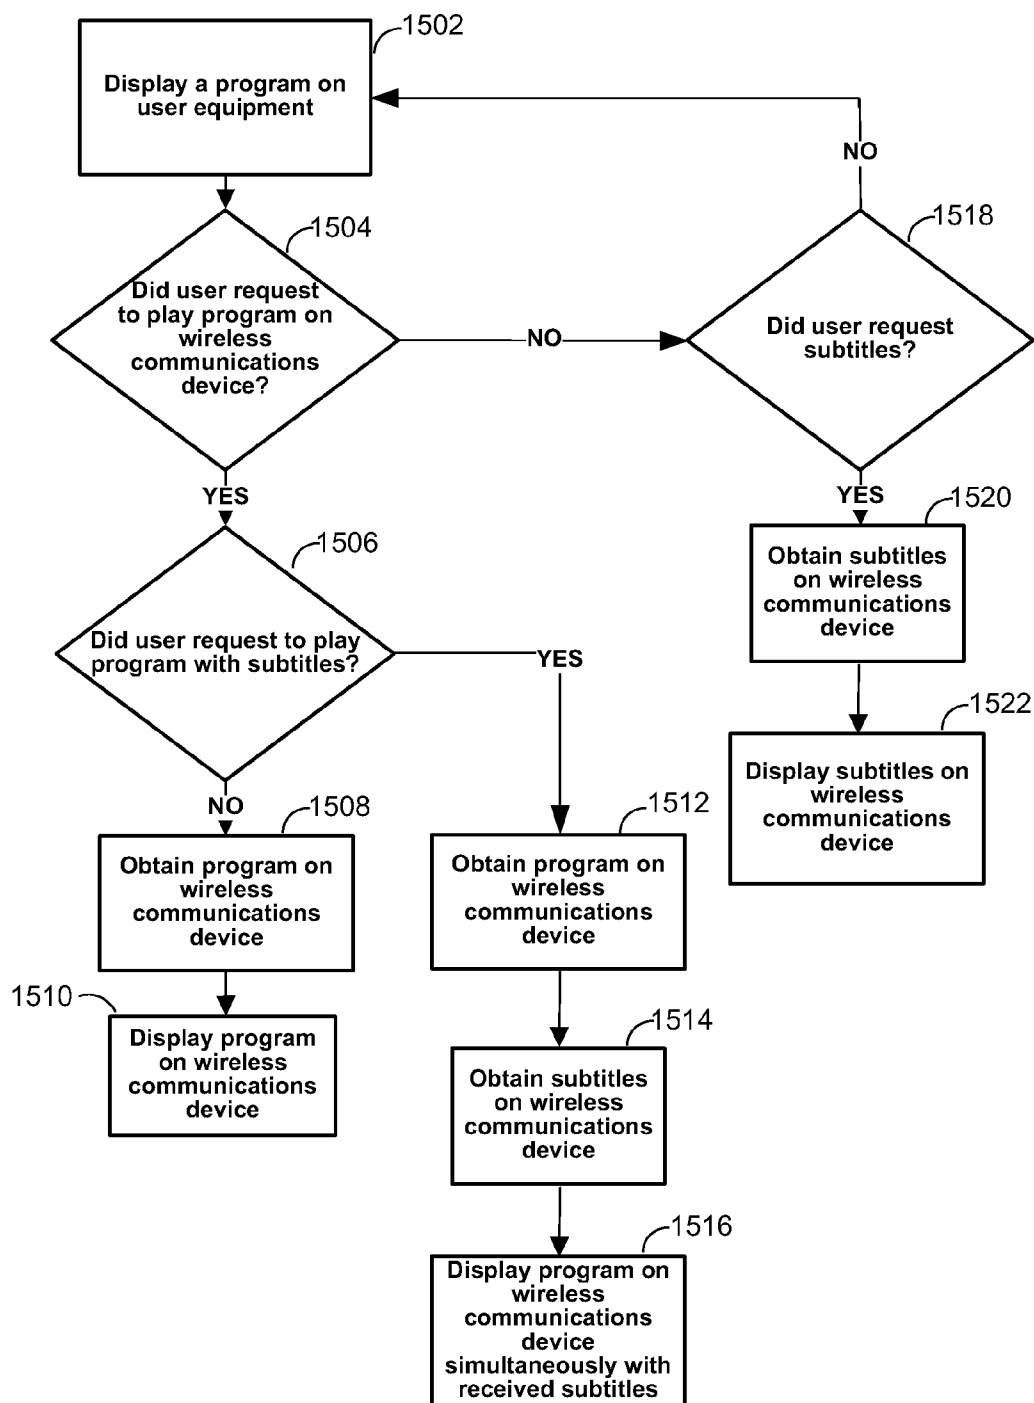 1502
Display a program on
user equipment
NO
1504
1518
Did user request
to play program on
wireless
communications
device?
NO
Did user request
subtitles?
YES
YES
1506
1520
Obtain subtitles
on wireless
communications
device
Did user request to play
program with subtitles?
YES
1522
Display subtitles on
wireless
communications
device
NO
1508
1512
Obtain program on
wireless
communications
device
Obtain program on
wireless
communications
device
1510
Display program
on wireless
communications
device
1514
Obtain subtitles
on wireless
communications
device
1516
Display program on
wireless
communications
device
simultaneously with
received subtitles